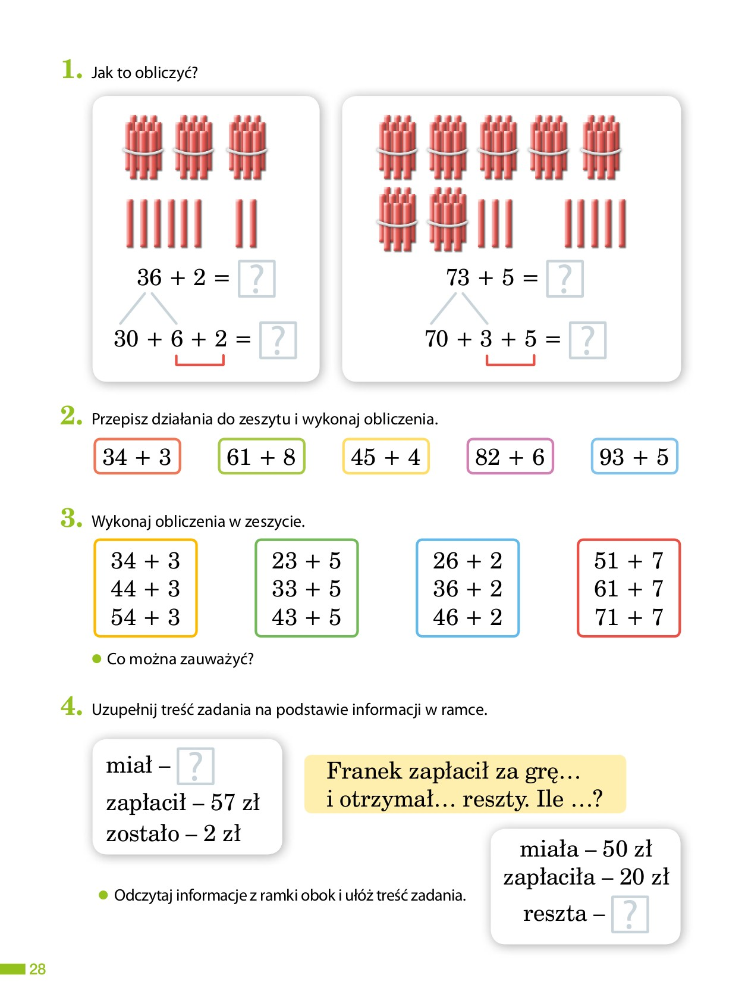 1. Jak to obliczyć?
36 + 2 = ?
30 + 6 + 2 = ?
73 + 5 = ?
70 + 3 + 5 = ?
2. Przepisz działania do zeszytu i wykonaj obliczenia.
34 + 3 61 + 8 45 + 4 82 + 6 93 + 5
3. Wykonaj obliczenia w zeszycie.
34 + 3 23 + 5 26 + 2 51 + 7
44 + 3 33 + 5 36 + 2 61 + 7
54 + 3 43 + 5 46 + 2 71 + 7
● Co można zauważyć?
4. Uzupełnij treść zadania na podstawie informacji w ramce.
miał – ?
zapłacił – 57 zł
zostało – 2 zł
Franek zapłacił za grę…
i otrzymał… reszty. Ile …?
● Odczytaj informacje z ramki obok i ułóż treść zadania.
miała – 50 zł
zapłaciła – 20 zł
reszta – ?
28